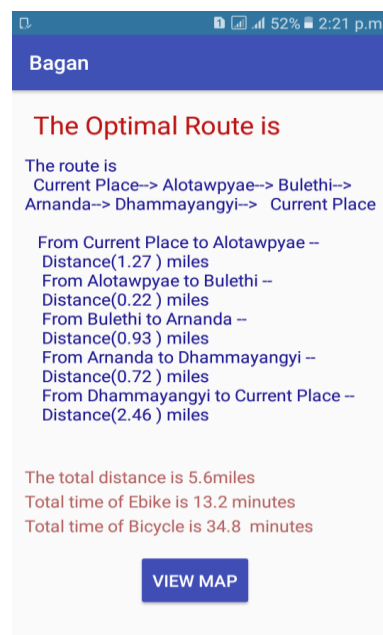 1 52% 2:21 p.m
Bagan
The Optimal Route is
The route is
Current Place--> Alotawpyae--> Bulethi-->
Arnanda--> Dhammayangyi--> Current Place
From Current Place to Alotawpyae --
Distance(1.27 ) miles
From Alotawpyae to Bulethi --
Distance(0.22 ) miles
From Bulethi to Arnanda --
Distance(0.93 ) miles
From Arnanda to Dhammayangyi --
Distance(0.72 ) miles
From Dhammayangyi to Current Place --
Distance(2.46 ) miles
The total distance is 5.6miles
Total time of Ebike is 13.2 minutes
Total time of Bicycle is 34.8 minutes
VIEW MAP